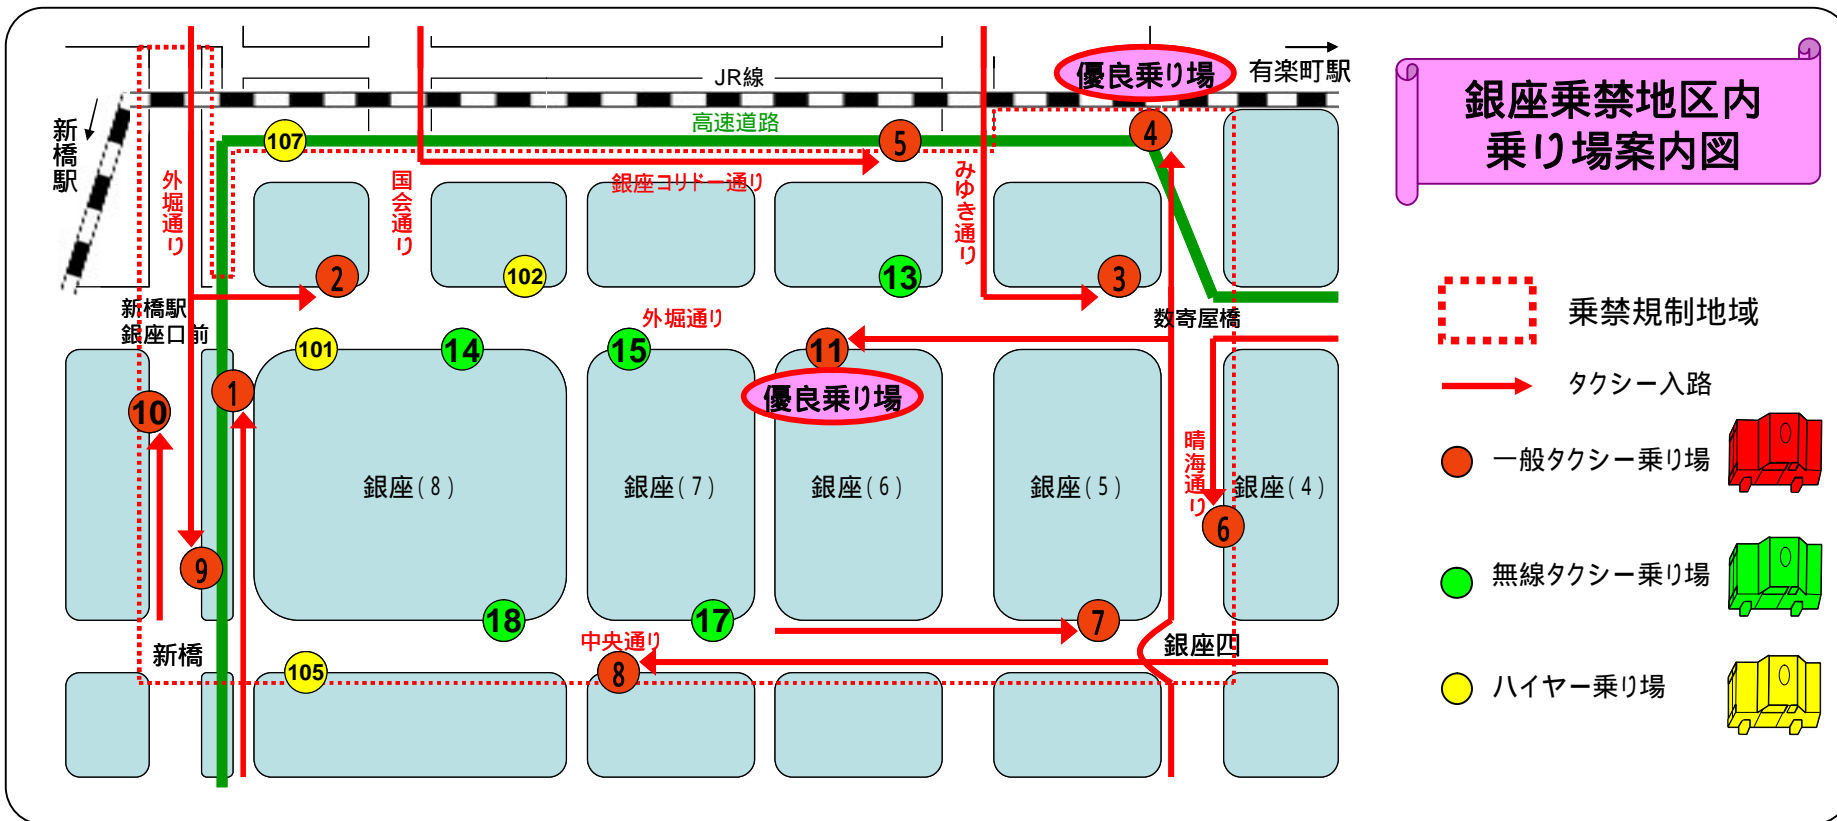 銀座乗禁地区内
乗り場案内図
優良乗り場
有楽町駅
JR線
新橋駅
107
高速道路
5
4
外堀通り
国会通り
銀座コリドー通り
みゆき通り
2
102
13
3
新橋駅
銀座口前
外堀通り
数寄屋橋
101
14
15
11
優良乗り場
1
10
晴海通り
銀座(8)
銀座(7)
銀座(6)
銀座(5)
銀座(4)
6
9
18
17
7
新橋
中央通り
銀座四
105
8
乗禁規制地域
タクシー入路
一般タクシー乗り場
無線タクシー乗り場
ハイヤー乗り場